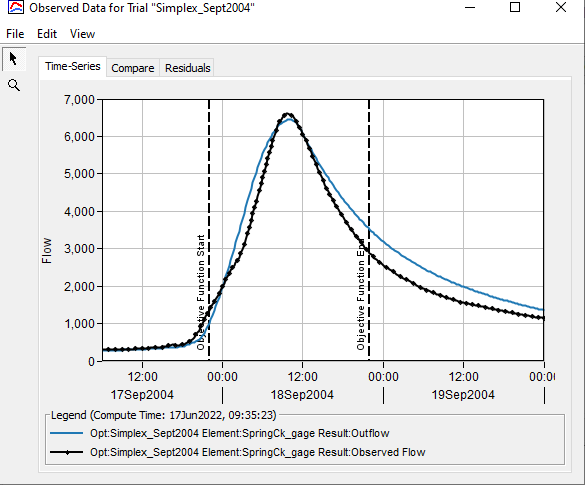 Observed Data for Trial "Simplex_Sept2004"
File Edit View
Time-Series Compare Residuals
7,000
6,000
5,000
4,000
3,000
2,000
1,000
0
Flow
Objective Function Start
Objective Function End
12:00 00:00 12:00 00:00 12:00 00:00
17Sep2004 18Sep2004 19Sep2004
Legend (Compute Time: 17Jun2022, 09:35:23)
Opt:Simplex_Sept2004 Element:SpringCk_gage Result:Outflow
Opt:Simplex_Sept2004 Element:SpringCk_gage Result:Observed Flow